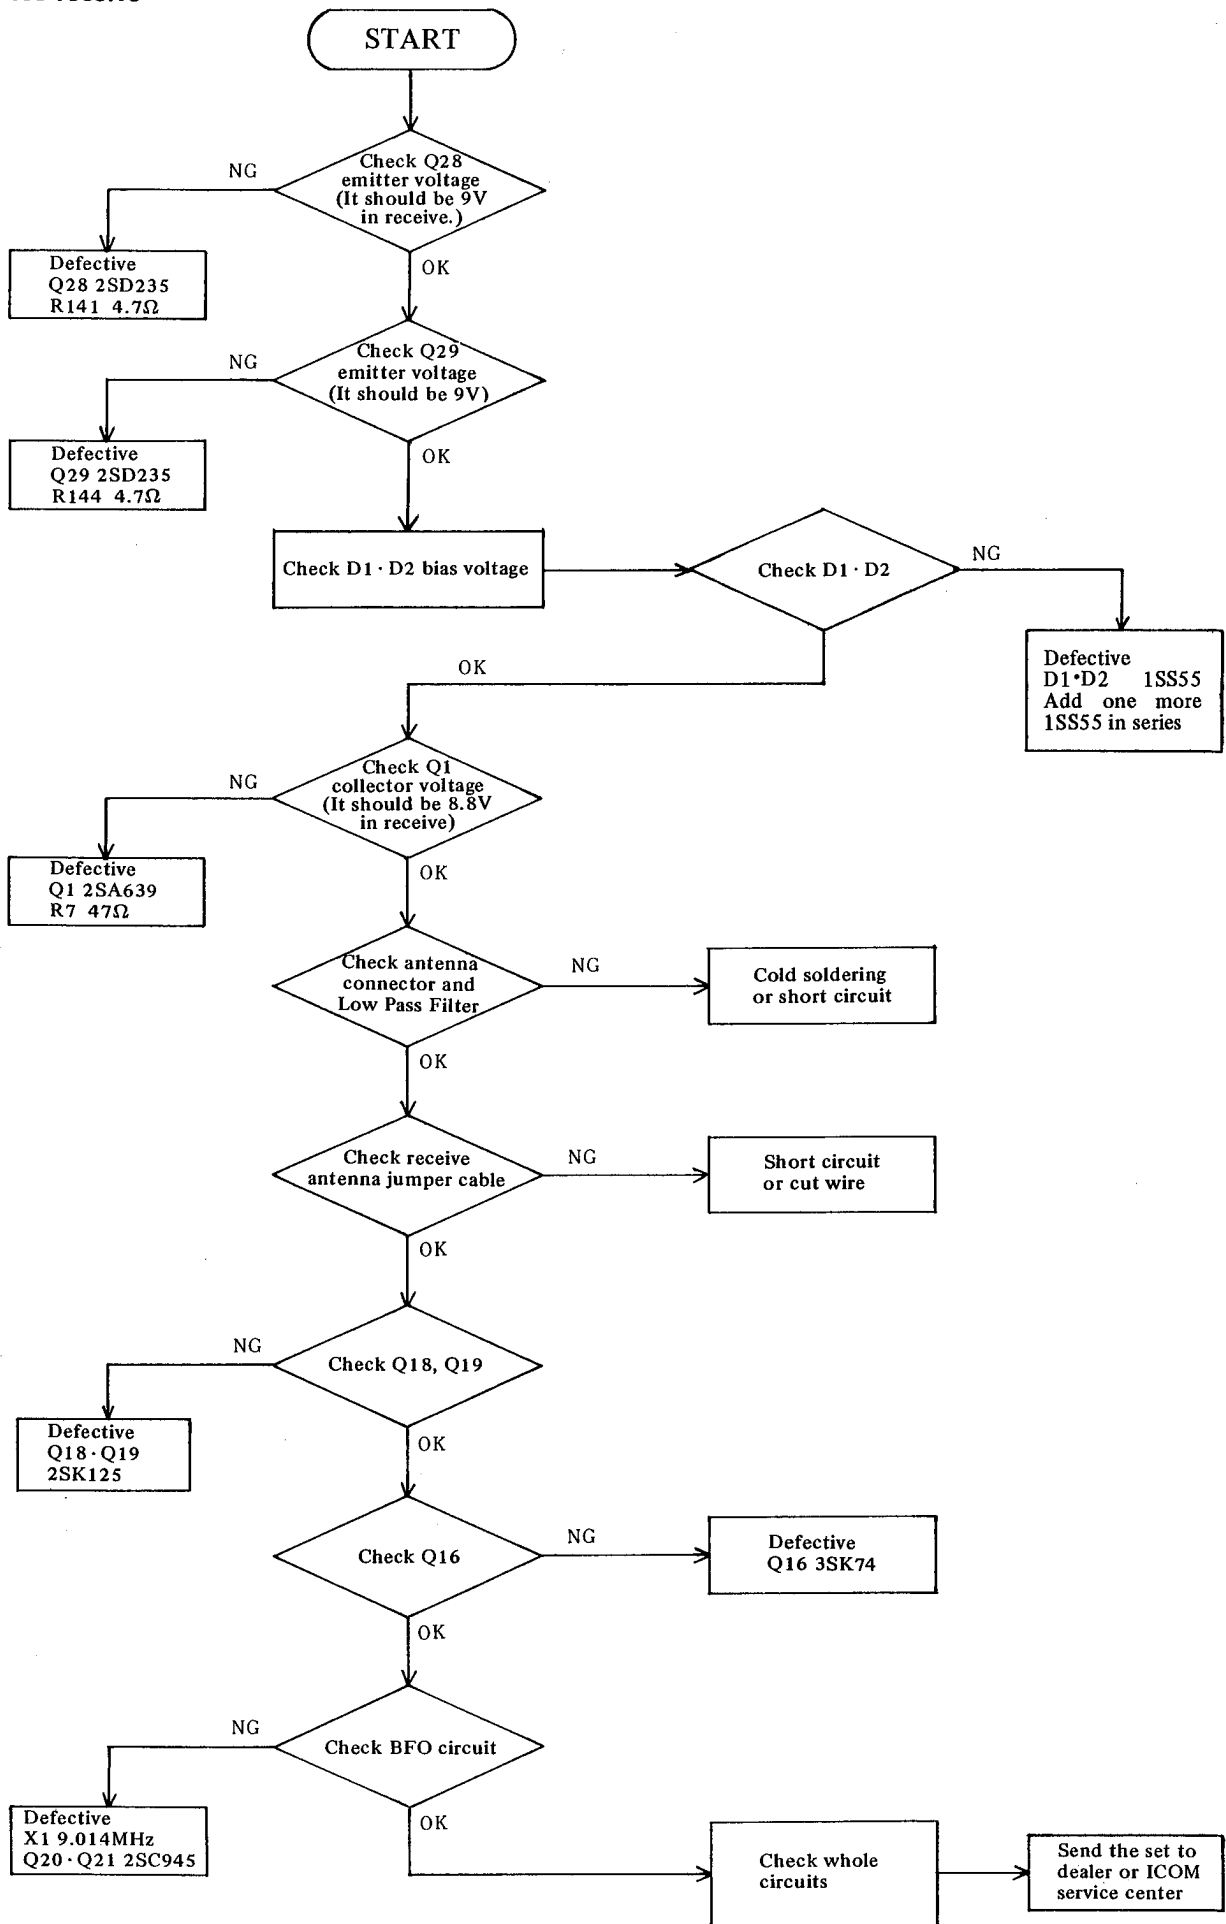 START
Check Q28
emitter voltage
(It should be 9V
in receive.)
NG
OK
Defective
Q28 2SD235
R141 4.7Ω
Check Q29
emitter voltage
(It should be 9V)
NG
OK
Defective
Q29 2SD235
R144 4.7Ω
Check D1·D2 bias voltage
Check D1·D2
NG
OK
Defective
D1·D2 1SS55
Add one more
1SS55 in series
Check Q1
collector voltage
(It should be 8.8V
in receive)
NG
OK
Defective
Q1 2SA639
R7 47Ω
Check antenna
connector and
Low Pass Filter
NG
Cold soldering
or short circuit
OK
Check receive
antenna jumper cable
NG
Short circuit
or cut wire
OK
Check Q18, Q19
NG
OK
Defective
Q18·Q19
2SK125
Check Q16
NG
Defective
Q16 3SK74
OK
Check BFO circuit
NG
OK
Defective
X1 9.014MHz
Q20·Q21 2SC945
Check whole
circuits
Send the set to
dealer or ICOM
service center